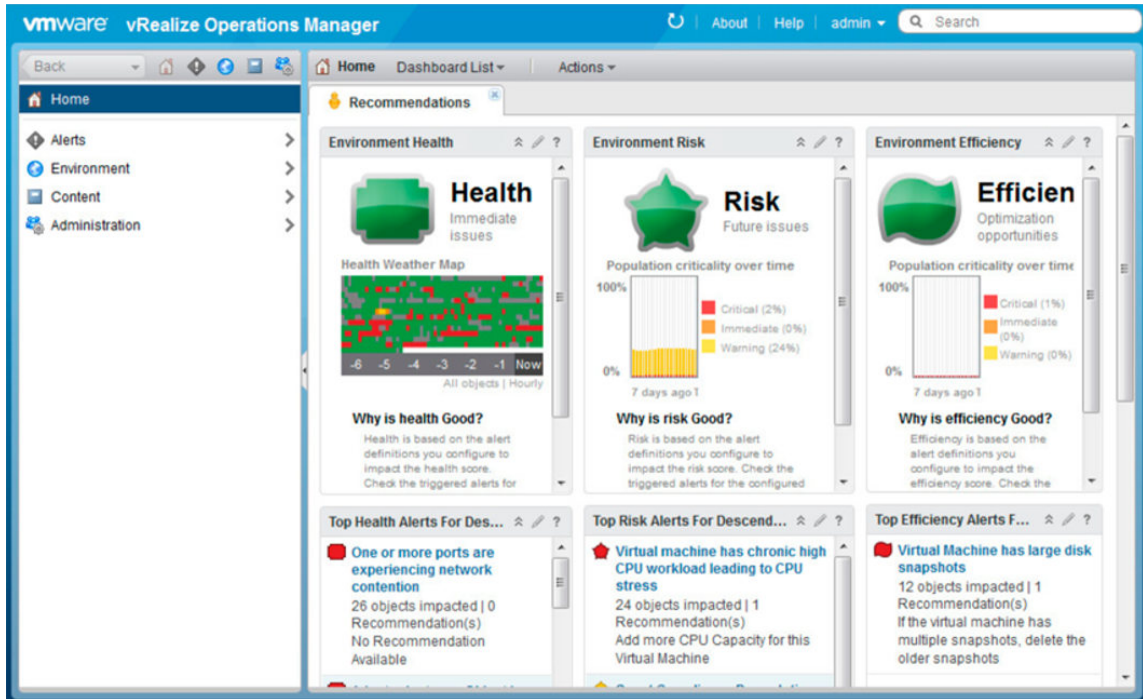 vmware vRealize Operations Manager
About | Help | admin
Search
Back
Home
Alerts
Environment
Content
Administration
Home Dashboard List Actions
Recommendations
Environment Health ?
Health
Immediate
issues
Health Weather Map
-6 -5 -4 -3 -2 -1 Now
All objects | Hourly
Why is health Good?
Health is based on the alert
definitions you configure to
impact the health score.
Check the triggered alerts for
Environment Risk ?
Risk
Future issues
Population criticality over time
100%
Critical (2%)
Immediate (0%)
Warning (24%)
0%
7 days ago
Why is risk Good?
Risk is based on the alert
definitions you configure to
impact the risk score. Check the
triggered alerts for the configured
Environment Efficiency ?
Efficien
Optimization
opportunities
Population criticality over time
100%
Critical (1%)
Immediate
(0%)
Warning (0%)
0%
7 days ago
Why is efficiency Good?
Efficiency is based on the
alert definitions you
configure to impact the
efficiency score. Check the
Top Health Alerts For Des... ?
One or more ports are
experiencing network
contention
26 objects impacted | 0
Recommendation(s)
No Recommendation
Available
Top Risk Alerts For Descend... ?
Virtual machine has chronic high
CPU workload leading to CPU
stress
24 objects impacted | 1
Recommendation(s)
Add more CPU Capacity for this
Virtual Machine
Top Efficiency Alerts F... ?
Virtual Machine has large disk
snapshots
12 objects impacted | 1
Recommendation(s)
If the virtual machine has
multiple snapshots, delete the
older snapshots